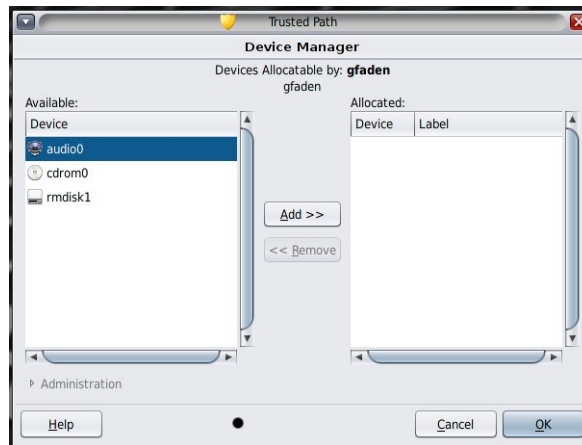 Trusted Path
Device Manager
Devices Allocatable by: gfaden
gfaden
Available:
Allocated:
Device
Device Label
audio0
cdrom0
rmdisk1
Add >>
<< Remove
Administration
Help
Cancel
OK